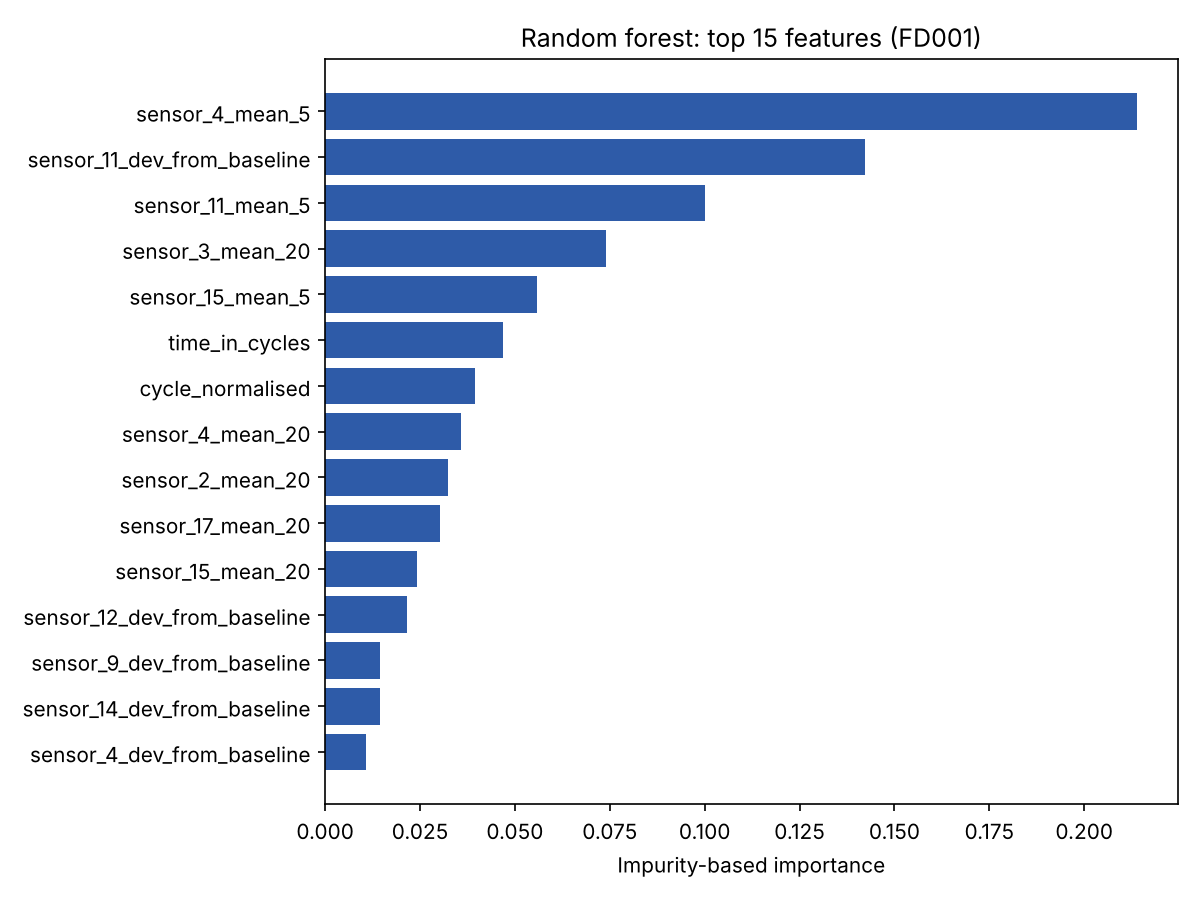 Random forest: top 15 features (FD001)
sensor_4_mean_5
sensor_11_dev_from_baseline
sensor_11_mean_5
sensor_3_mean_20
sensor_15_mean_5
time_in_cycles
cycle_normalised
sensor_4_mean_20
sensor_2_mean_20
sensor_17_mean_20
sensor_15_mean_20
sensor_12_dev_from_baseline
sensor_9_dev_from_baseline
sensor_14_dev_from_baseline
sensor_4_dev_from_baseline
0.000 0.025 0.050 0.075 0.100 0.125 0.150 0.175 0.200
Impurity-based importance